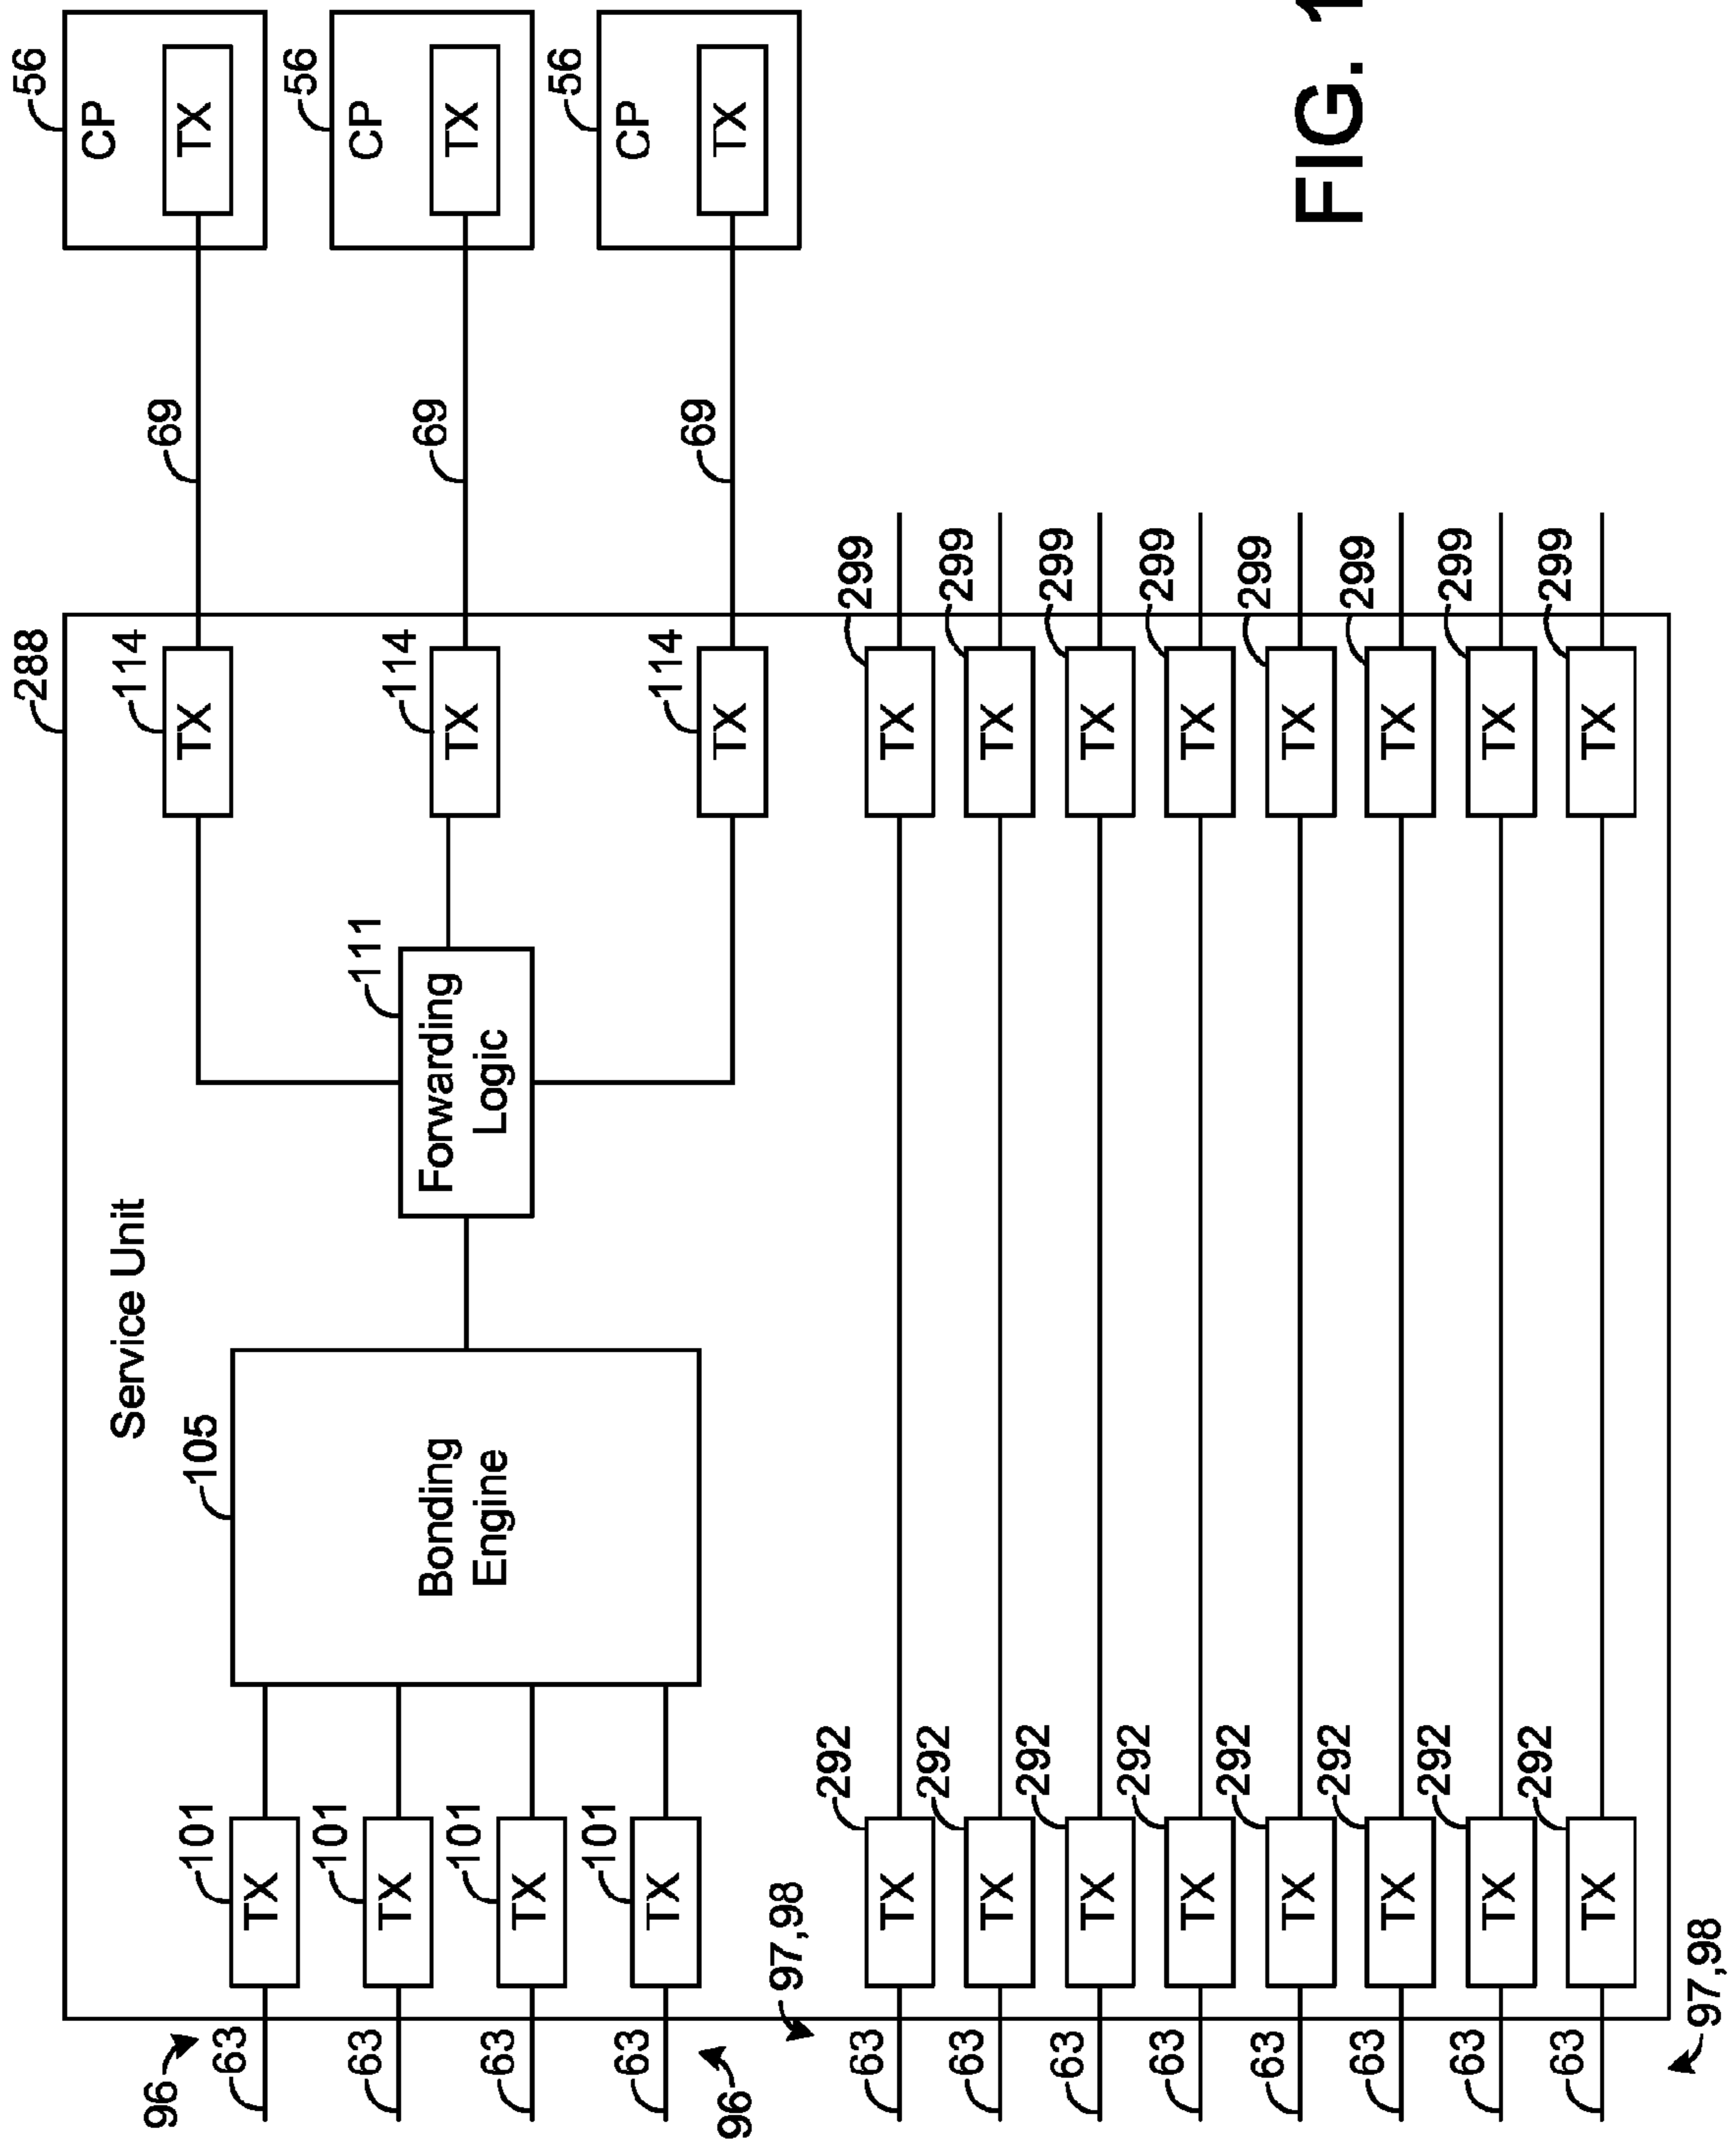 288
56
CP
Service Unit
114
96
69
101
105
TX
TX
TX
63
56
101
63
111
CP
TX
114
Bonding
Engine
Forwarding
Logic
69
101
TX
TX
63
TX
56
101
63
CP
114
TX
69
96
TX
TX
97,98
292
299
63
TX
TX
292
299
63
TX
TX
292
299
63
TX
TX
292
299
63
TX
TX
292
299
63
TX
TX
292
299
63
TX
TX
292
299
63
TX
TX
292
299
63
TX
TX
97,98
FIG. 1